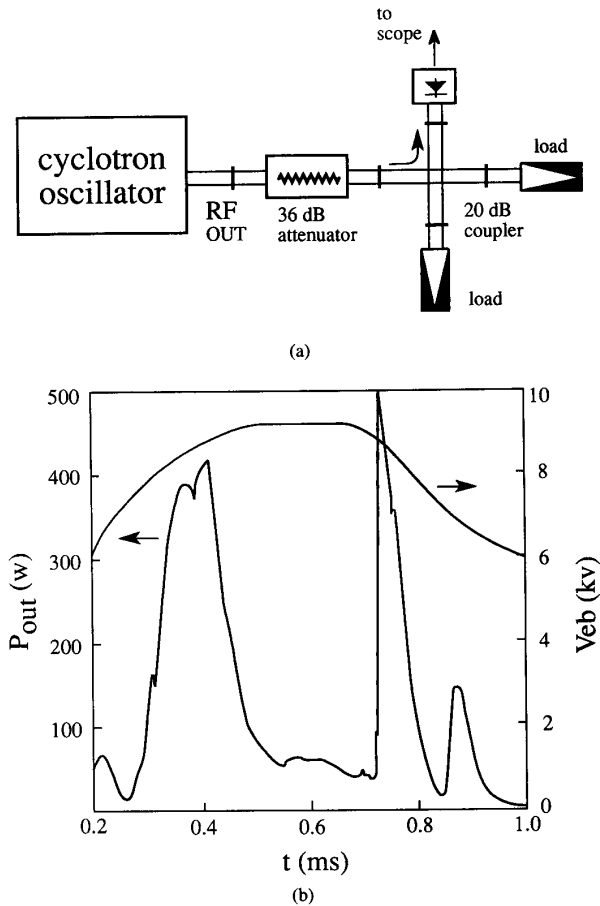 to
scope
cyclotron
oscillator
load
RF
OUT
36 dB
attenuator
20 dB
coupler
load
(a)
500
400
300
200
100
10
8
6
4
2
0
Pout (w)
Veb (kv)
0.2
0.4
0.6
0.8
1.0
t (ms)
(b)